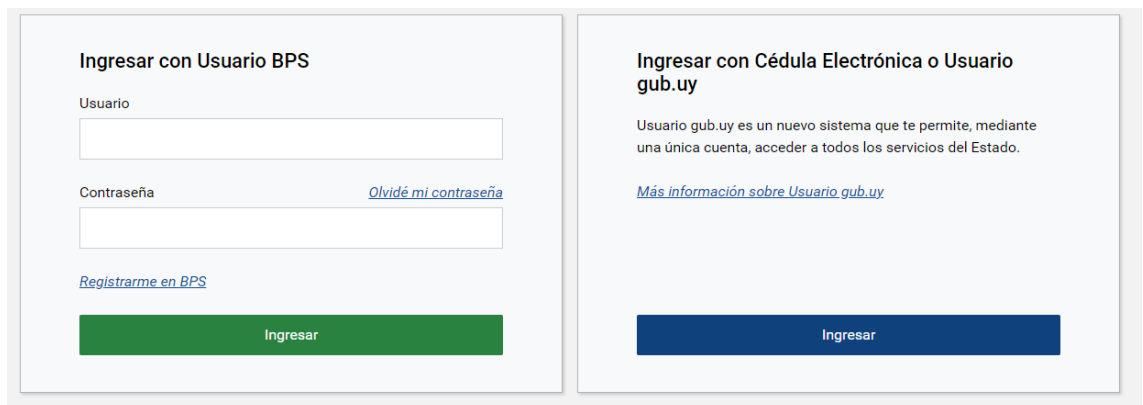 Ingresar con Usuario BPS
Usuario
Contraseña
Olvidé mi contraseña
Registrarme en BPS
Ingresar
Ingresar con Cédula Electrónica o Usuario
gub.uy
Usuario gub.uy es un nuevo sistema que te permite, mediante
una única cuenta, acceder a todos los servicios del Estado.
Más información sobre Usuario gub.uy
Ingresar